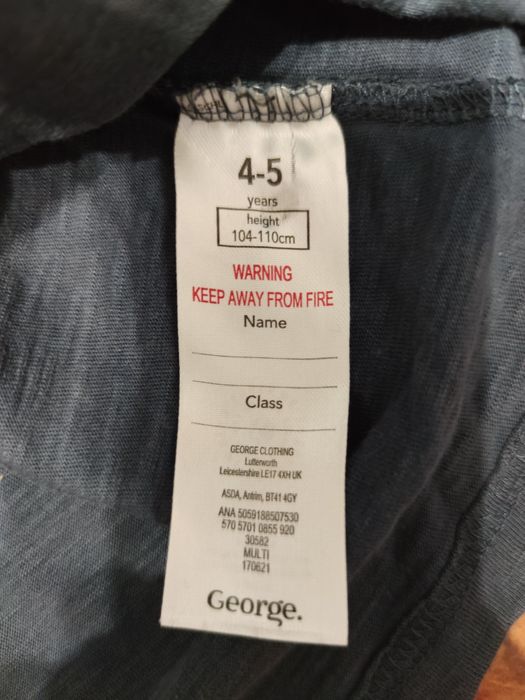 4-5
years
height
104-110cm
WARNING
KEEP AWAY FROM FIRE
Name
Class
GEORGE CLOTHING
Lutterworth
Leicestershire LE17 4XH UK
ASDA, Antrim, BT41 4GY
ANA 5059188507530
570 5701 0855 920
30582
MULTI
170621
George.